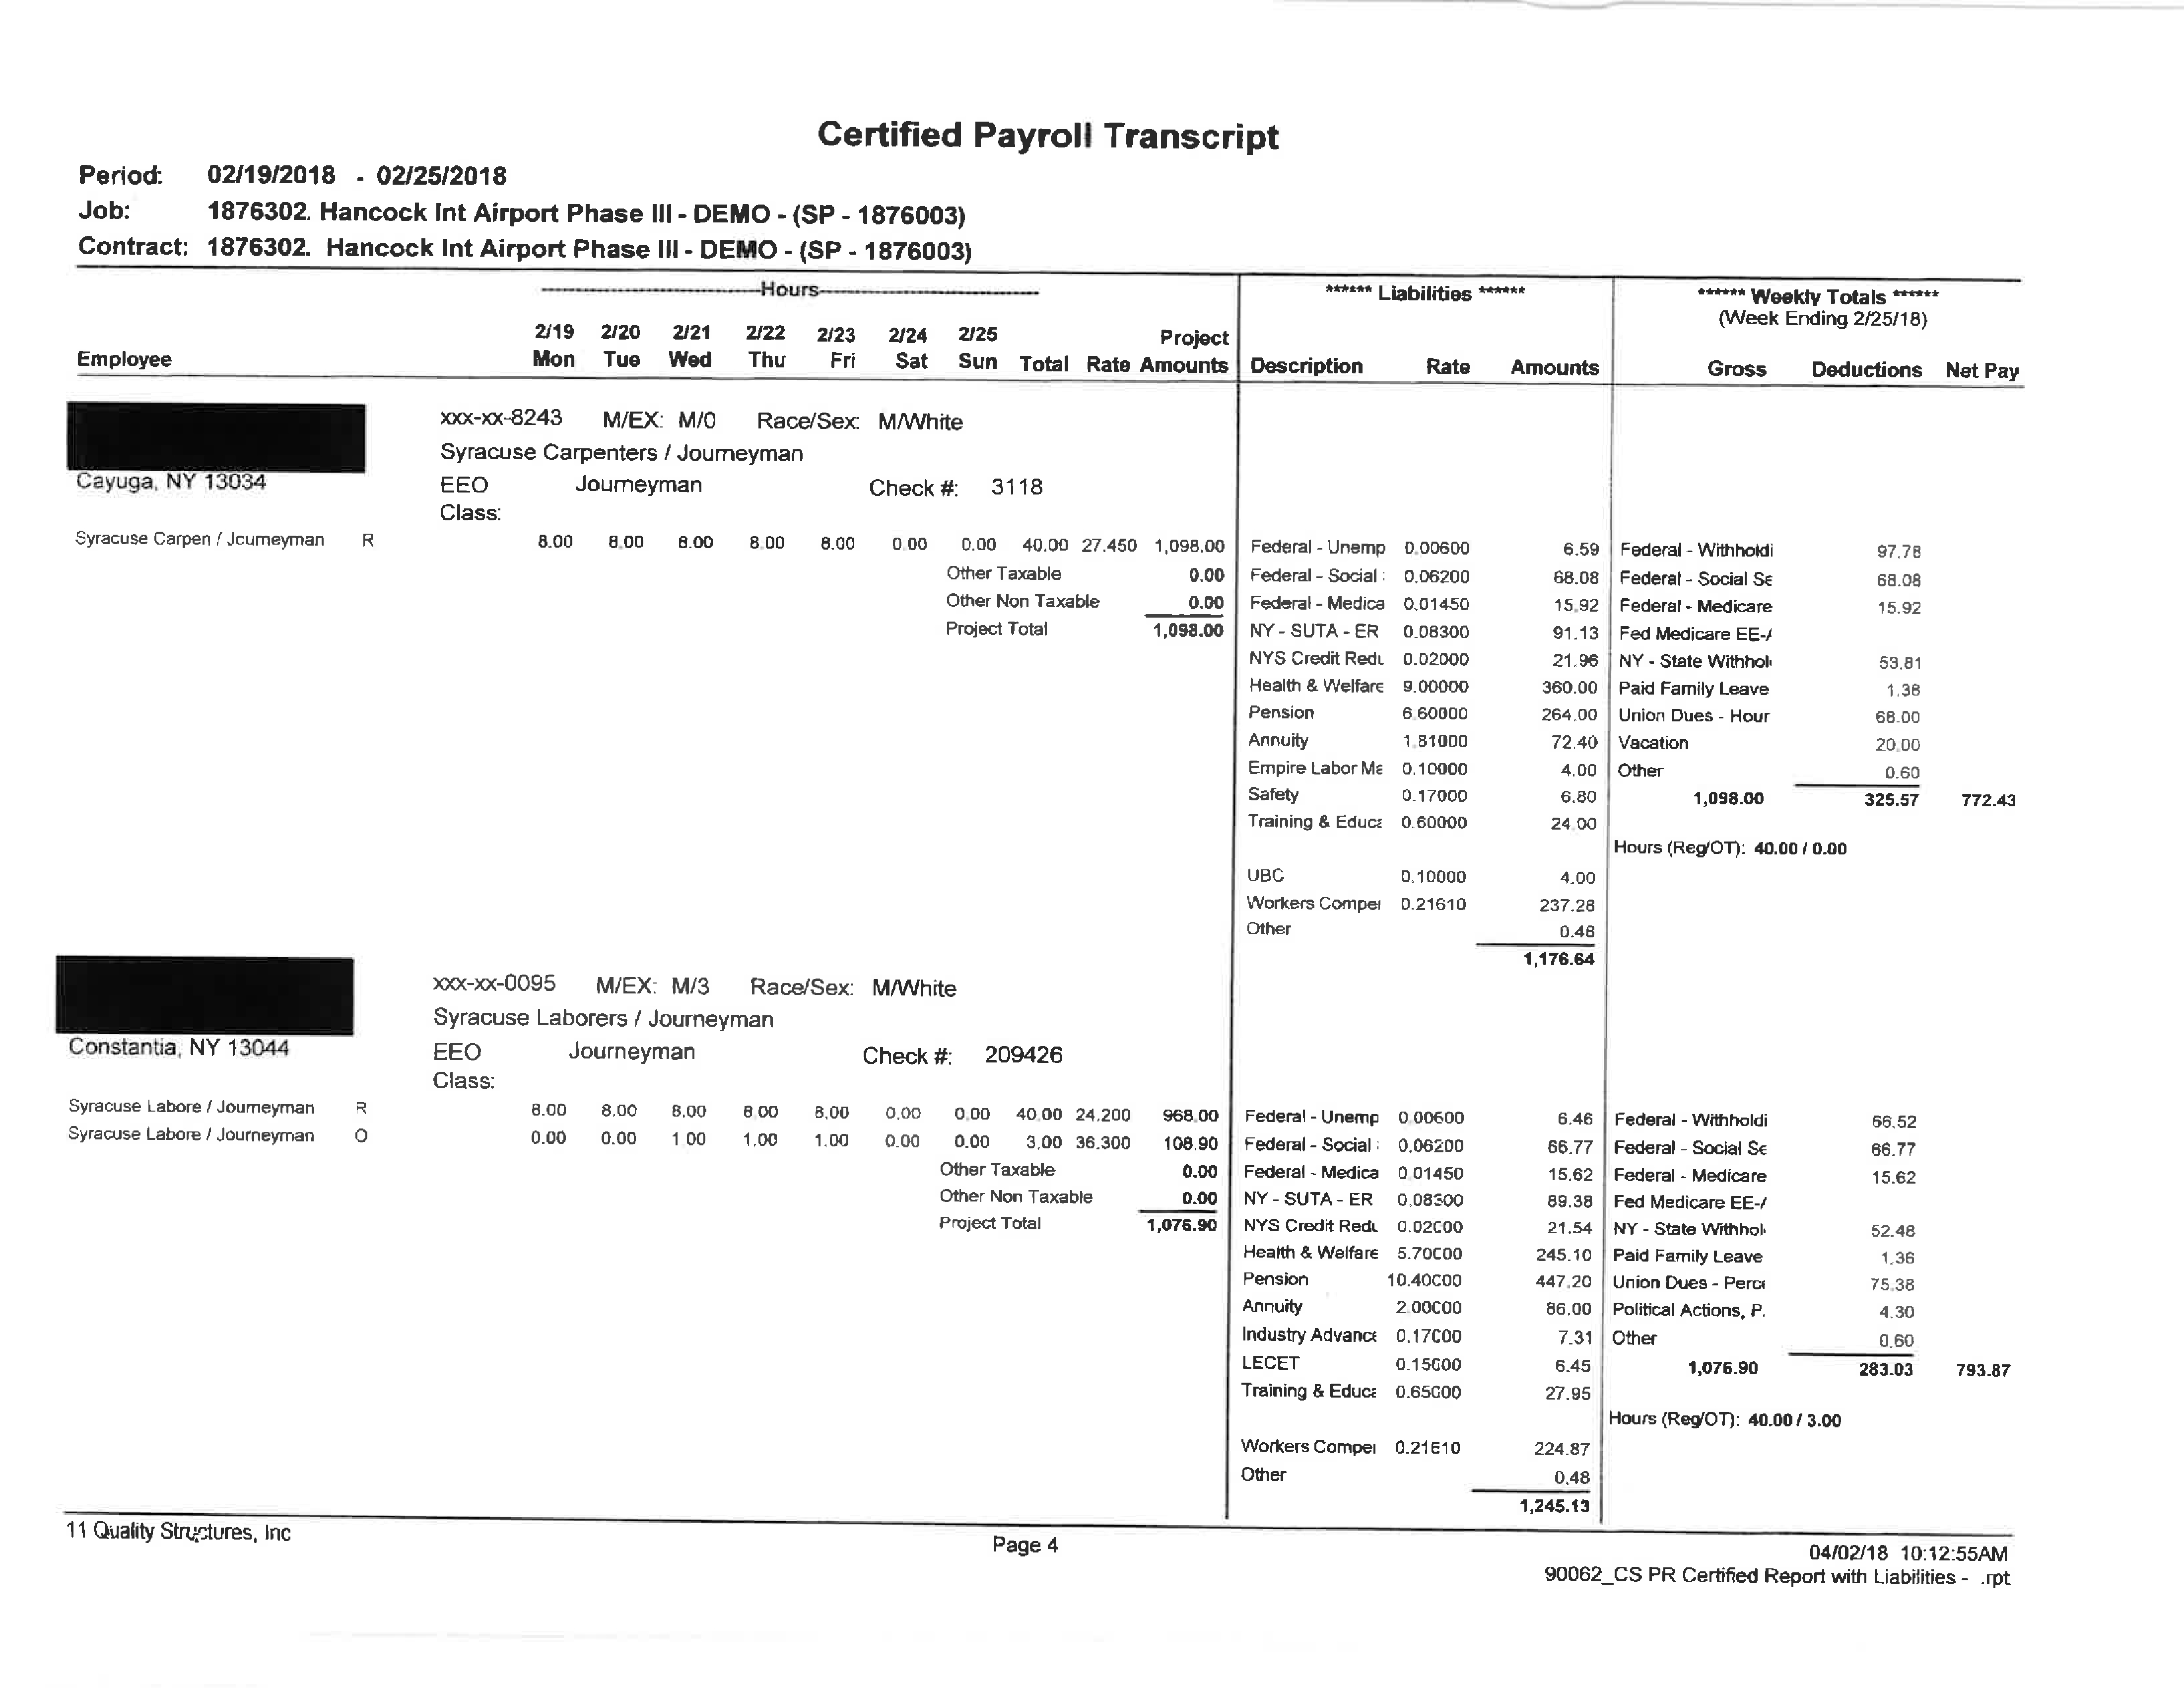 Certified Payroll Transcript
Period: 02/19/2018 - 02/25/2018
Job: 1876302. Hancock Int Airport Phase III - DEMO - (SP - 1876003)
Contract: 1876302. Hancock Int Airport Phase III - DEMO - (SP - 1876003)
Hours ****** Liabilities ****** ****** Weekly Totals ******
(Week Ending 2/25/18)
2/19 2/20 2/21 2/22 2/23 2/24 2/25 Project
Employee Mon Tue Wed Thu Fri Sat Sun Total Rate Amounts Description Rate Amounts Gross Deductions Net Pay
xxx-xx-8243 M/EX: M/0 Race/Sex: M/White
Syracuse Carpenters / Journeyman
Cayuga, NY 13034 EEO Journeyman Check #: 3118
Class:
Syracuse Carpen / Journeyman R 8.00 8.00 8.00 8.00 8.00 0.00 0.00 40.00 27.450 1,098.00 Federal - Unemp 0.00600 6.59 Federal - Withholdi 97.78
Other Taxable 0.00 Federal - Social : 0.06200 68.08 Federal - Social Se 68.08
Other Non Taxable 0.00 Federal - Medica 0.01450 15.92 Federal - Medicare 15.92
Project Total 1,098.00 NY - SUTA - ER 0.08300 91.13 Fed Medicare EE-/
NYS Credit Redu 0.02000 21.96 NY - State Withhol 53.81
Health & Welfare 9.00000 360.00 Paid Family Leave 1.38
Pension 6.60000 264.00 Union Dues - Hour 68.00
Annuity 1.81000 72.40 Vacation 20.00
Empire Labor Ma 0.10000 4.00 Other 0.60
Safety 0.17000 6.80 1,098.00 325.57 772.43
Training & Educa 0.60000 24.00
Hours (Reg/OT): 40.00 / 0.00
UBC 0.10000 4.00
Workers Comper 0.21610 237.28
Other 0.48
1,176.64
xxx-xx-0095 M/EX: M/3 Race/Sex: M/White
Syracuse Laborers / Journeyman
Constantia, NY 13044 EEO Journeyman Check #: 209426
Class:
Syracuse Labore / Journeyman R 8.00 8.00 8.00 8.00 8.00 0.00 0.00 40.00 24.200 968.00 Federal - Unemp 0.00600 6.46 Federal - Withholdi 66.52
Syracuse Labore / Journeyman O 0.00 0.00 1.00 1.00 1.00 0.00 0.00 3.00 36.300 108.90 Federal - Social : 0.06200 66.77 Federal - Social Se 66.77
Other Taxable 0.00 Federal - Medica 0.01450 15.62 Federal - Medicare 15.62
Other Non Taxable 0.00 NY - SUTA - ER 0.08300 89.38 Fed Medicare EE-/
Project Total 1,076.90 NYS Credit Redu 0.02000 21.54 NY - State Withhol 52.48
Health & Welfare 5.70000 245.10 Paid Family Leave 1.36
Pension 10.40000 447.20 Union Dues - Perce 75.38
Annuity 2.00000 86.00 Political Actions, P. 4.30
Industry Advance 0.17000 7.31 Other 0.60
LECET 0.15000 6.45 1,076.90 283.03 793.87
Training & Educa 0.65000 27.95
Hours (Reg/OT): 40.00 / 3.00
Workers Comper 0.21610 224.87
Other 0.48
1,245.13
11 Quality Structures, Inc Page 4 04/02/18 10:12:55AM
90062_CS PR Certified Report with Liabilities - .rpt